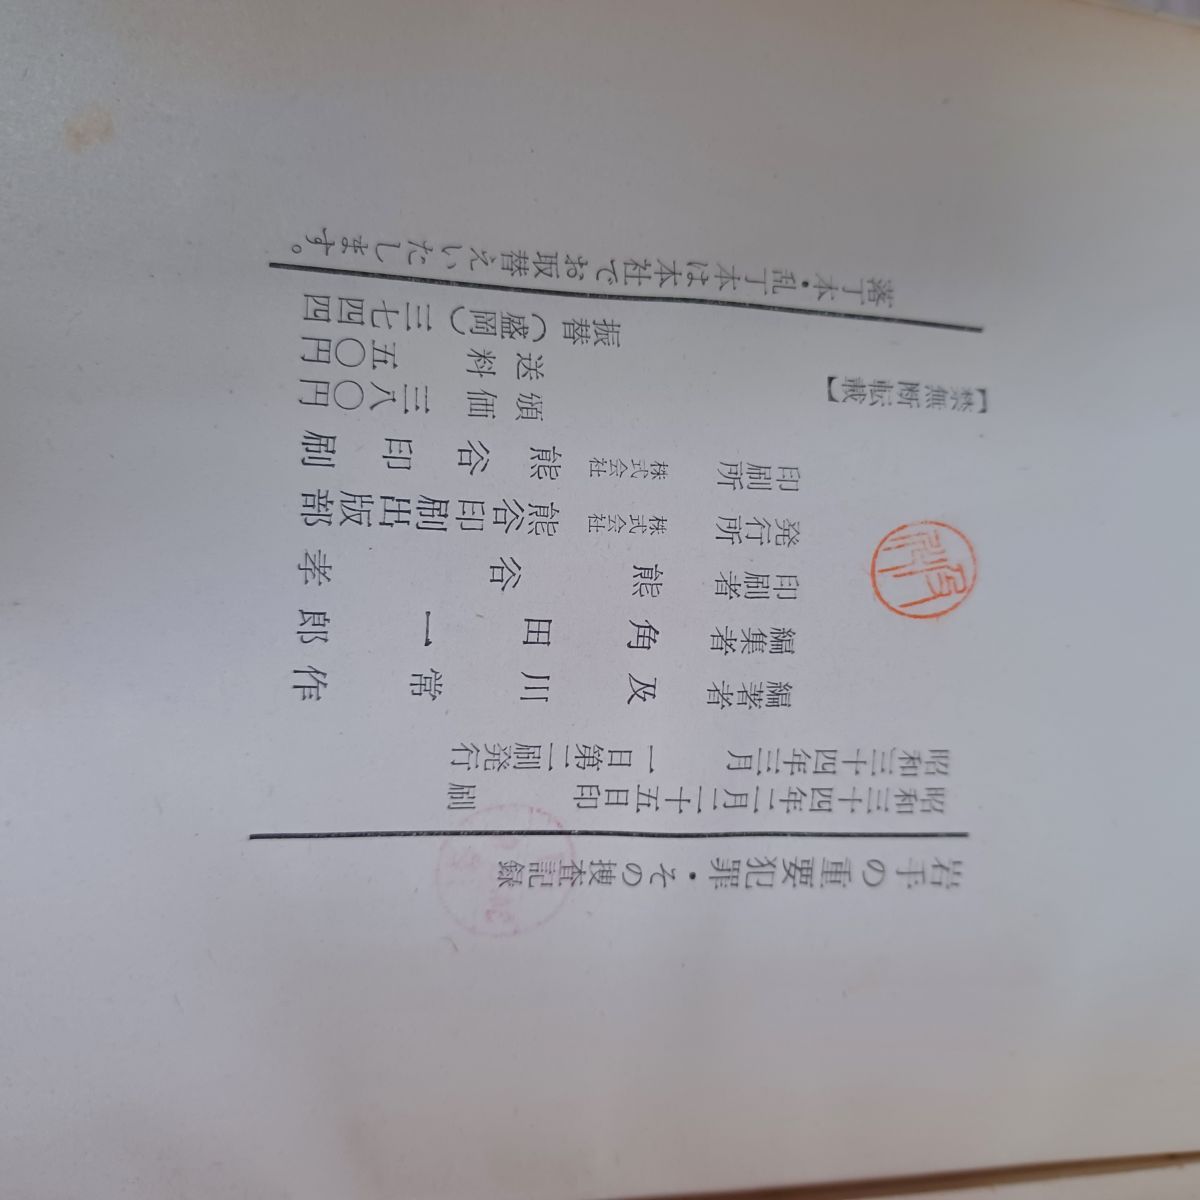 岩手の重要犯罪・その捜査記録
昭和三十四年二月二十五日印刷
昭和三十四年三月一日第二刷発行
編著者 及川常作
編集者 角田一郎
印刷者 熊谷孝
発行所 株式会社 熊谷印刷出版部
印刷所 株式会社 熊谷印刷
頒価 三八〇円
送料 五〇円
振替(盛岡)三七四四
【禁無断転載】
落丁本・乱丁本は本社でお取替えいたします。